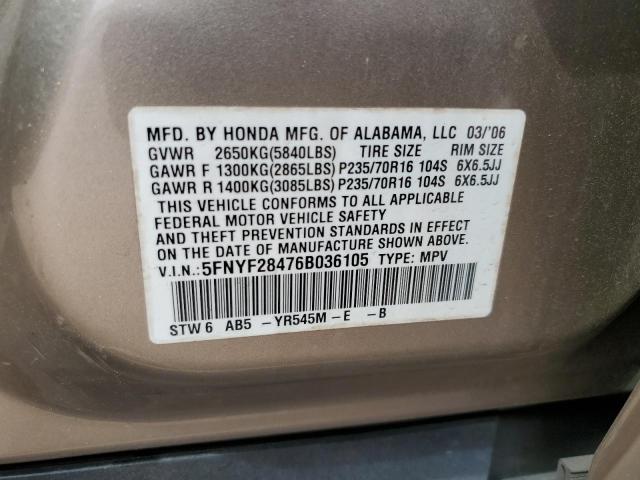 MFD. BY HONDA MFG. OF ALABAMA, LLC 03/'06
GVWR 2650KG(5840LBS) TIRE SIZE RIM SIZE
GAWR F 1300KG(2865LBS) P235/70R16 104S 6X6.5JJ
GAWR R 1400KG(3085LBS) P235/70R16 104S 6X6.5JJ
THIS VEHICLE CONFORMS TO ALL APPLICABLE
FEDERAL MOTOR VEHICLE SAFETY
AND THEFT PREVENTION STANDARDS IN EFFECT
ON THE DATE OF MANUFACTURE SHOWN ABOVE.
V.I.N.:5FNYF28476B036105 TYPE: MPV
STW 6 AB5 -YR545M -E -B